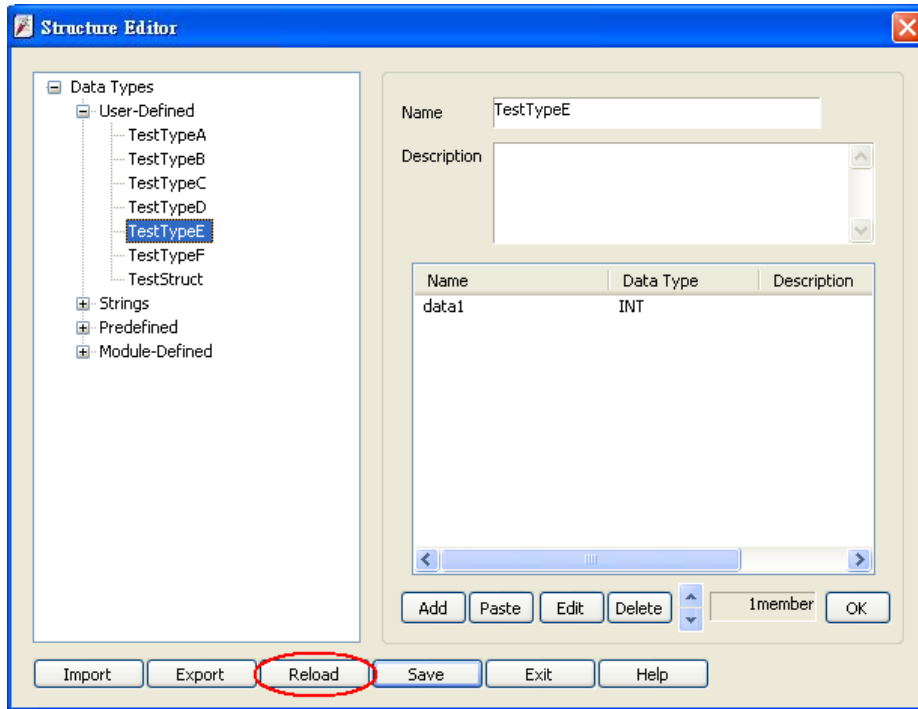 Structure Editor
Data Types
User-Defined
TestTypeA
TestTypeB
TestTypeC
TestTypeD
TestTypeE
TestTypeF
TestStruct
Strings
Predefined
Module-Defined
Name TestTypeE
Description
Name Data Type Description
data1 INT
Add Paste Edit Delete 1member OK
Import Export Reload Save Exit Help